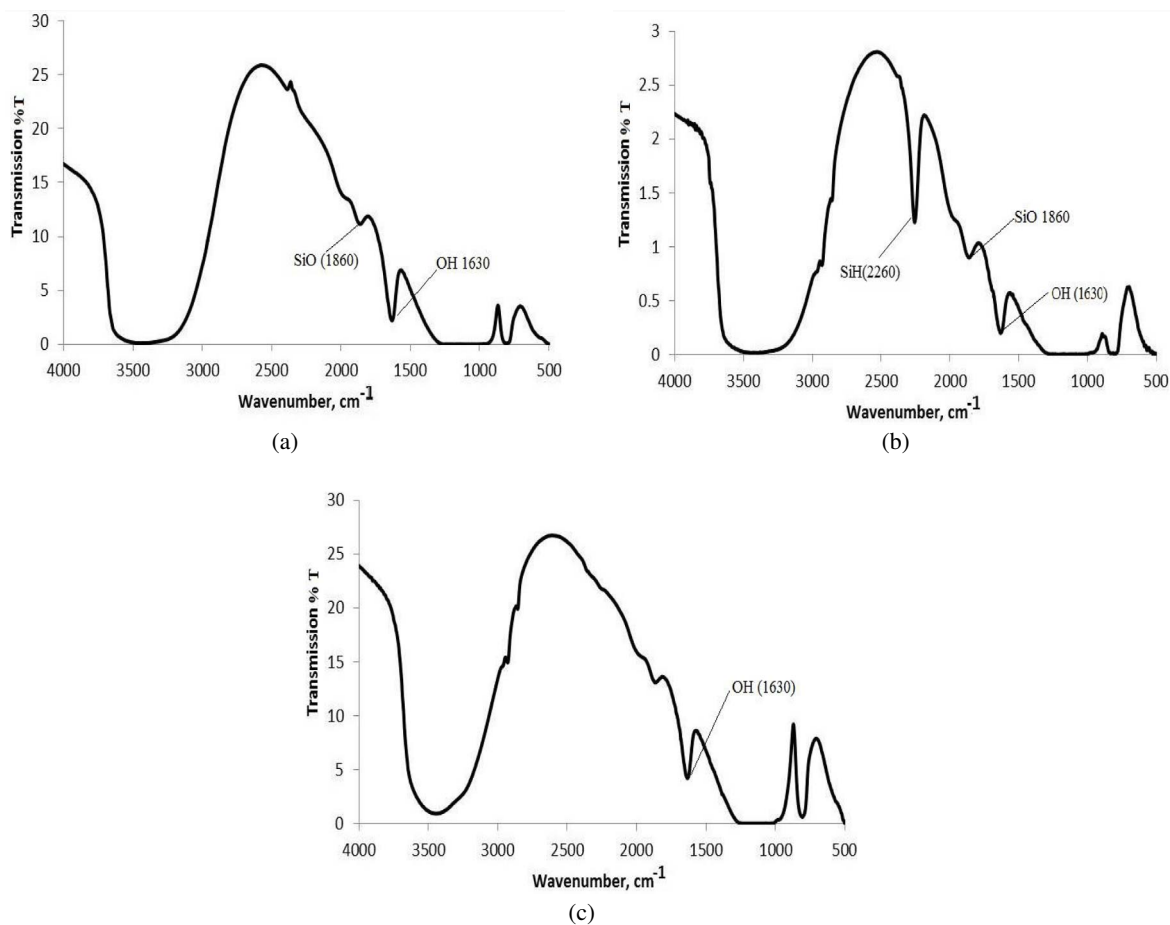 30
25
20
15
10
5
0
Transmission %T
SiO (1860)
OH 1630
4000 3500 3000 2500 2000 1500 1000 500
Wavenumber, cm-1
(a)
3
2.5
2
1.5
1
0.5
0
Transmission % T
SiO 1860
SiH(2260)
OH (1630)
4000 3500 3000 2500 2000 1500 1000 500
Wavenumber, cm-1
(b)
30
25
20
15
10
5
0
Transmission % T
OH (1630)
4000 3500 3000 2500 2000 1500 1000 500
Wavenumber, cm-1
(c)